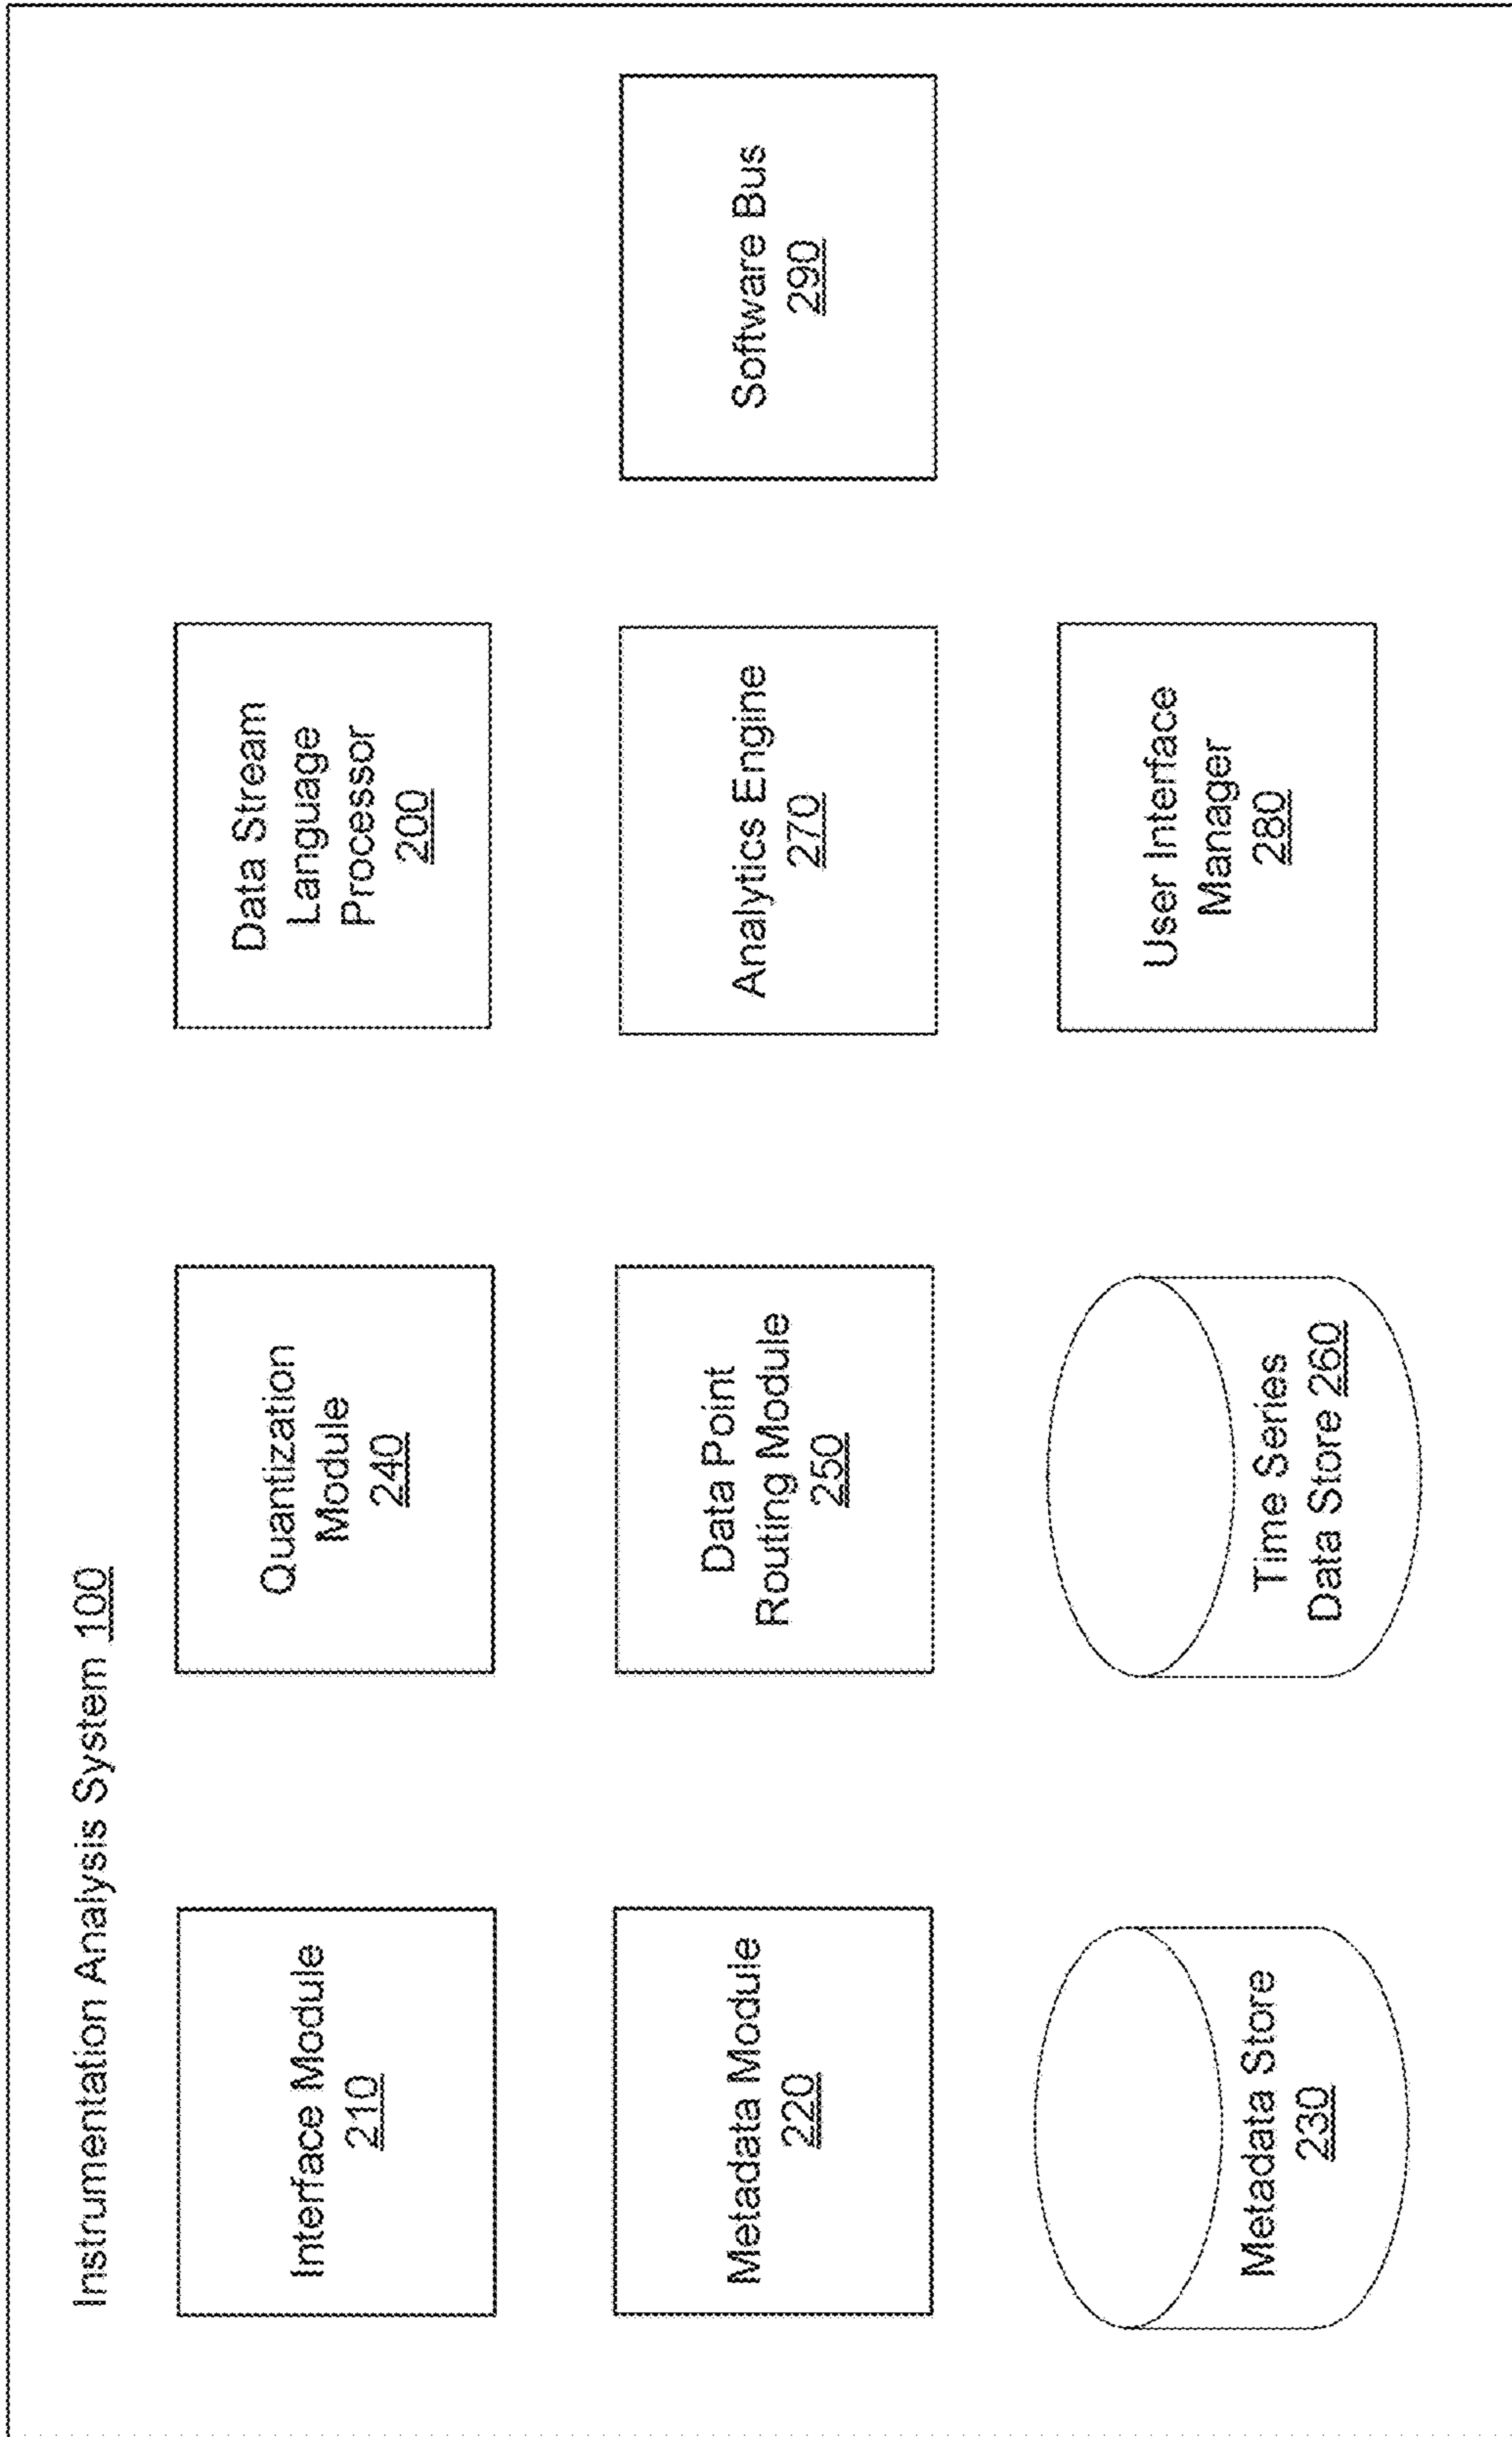 Instrumentation Analysis System 100
Interface Module
210
Quantization
Module
240
Data Stream
Language
Processor
200
Metadata Module
220
Data Point
Routing Module
250
Analytics Engine
270
Software Bus
290
Metadata Store
230
Time Series
Data Store 260
User Interface
Manager
280